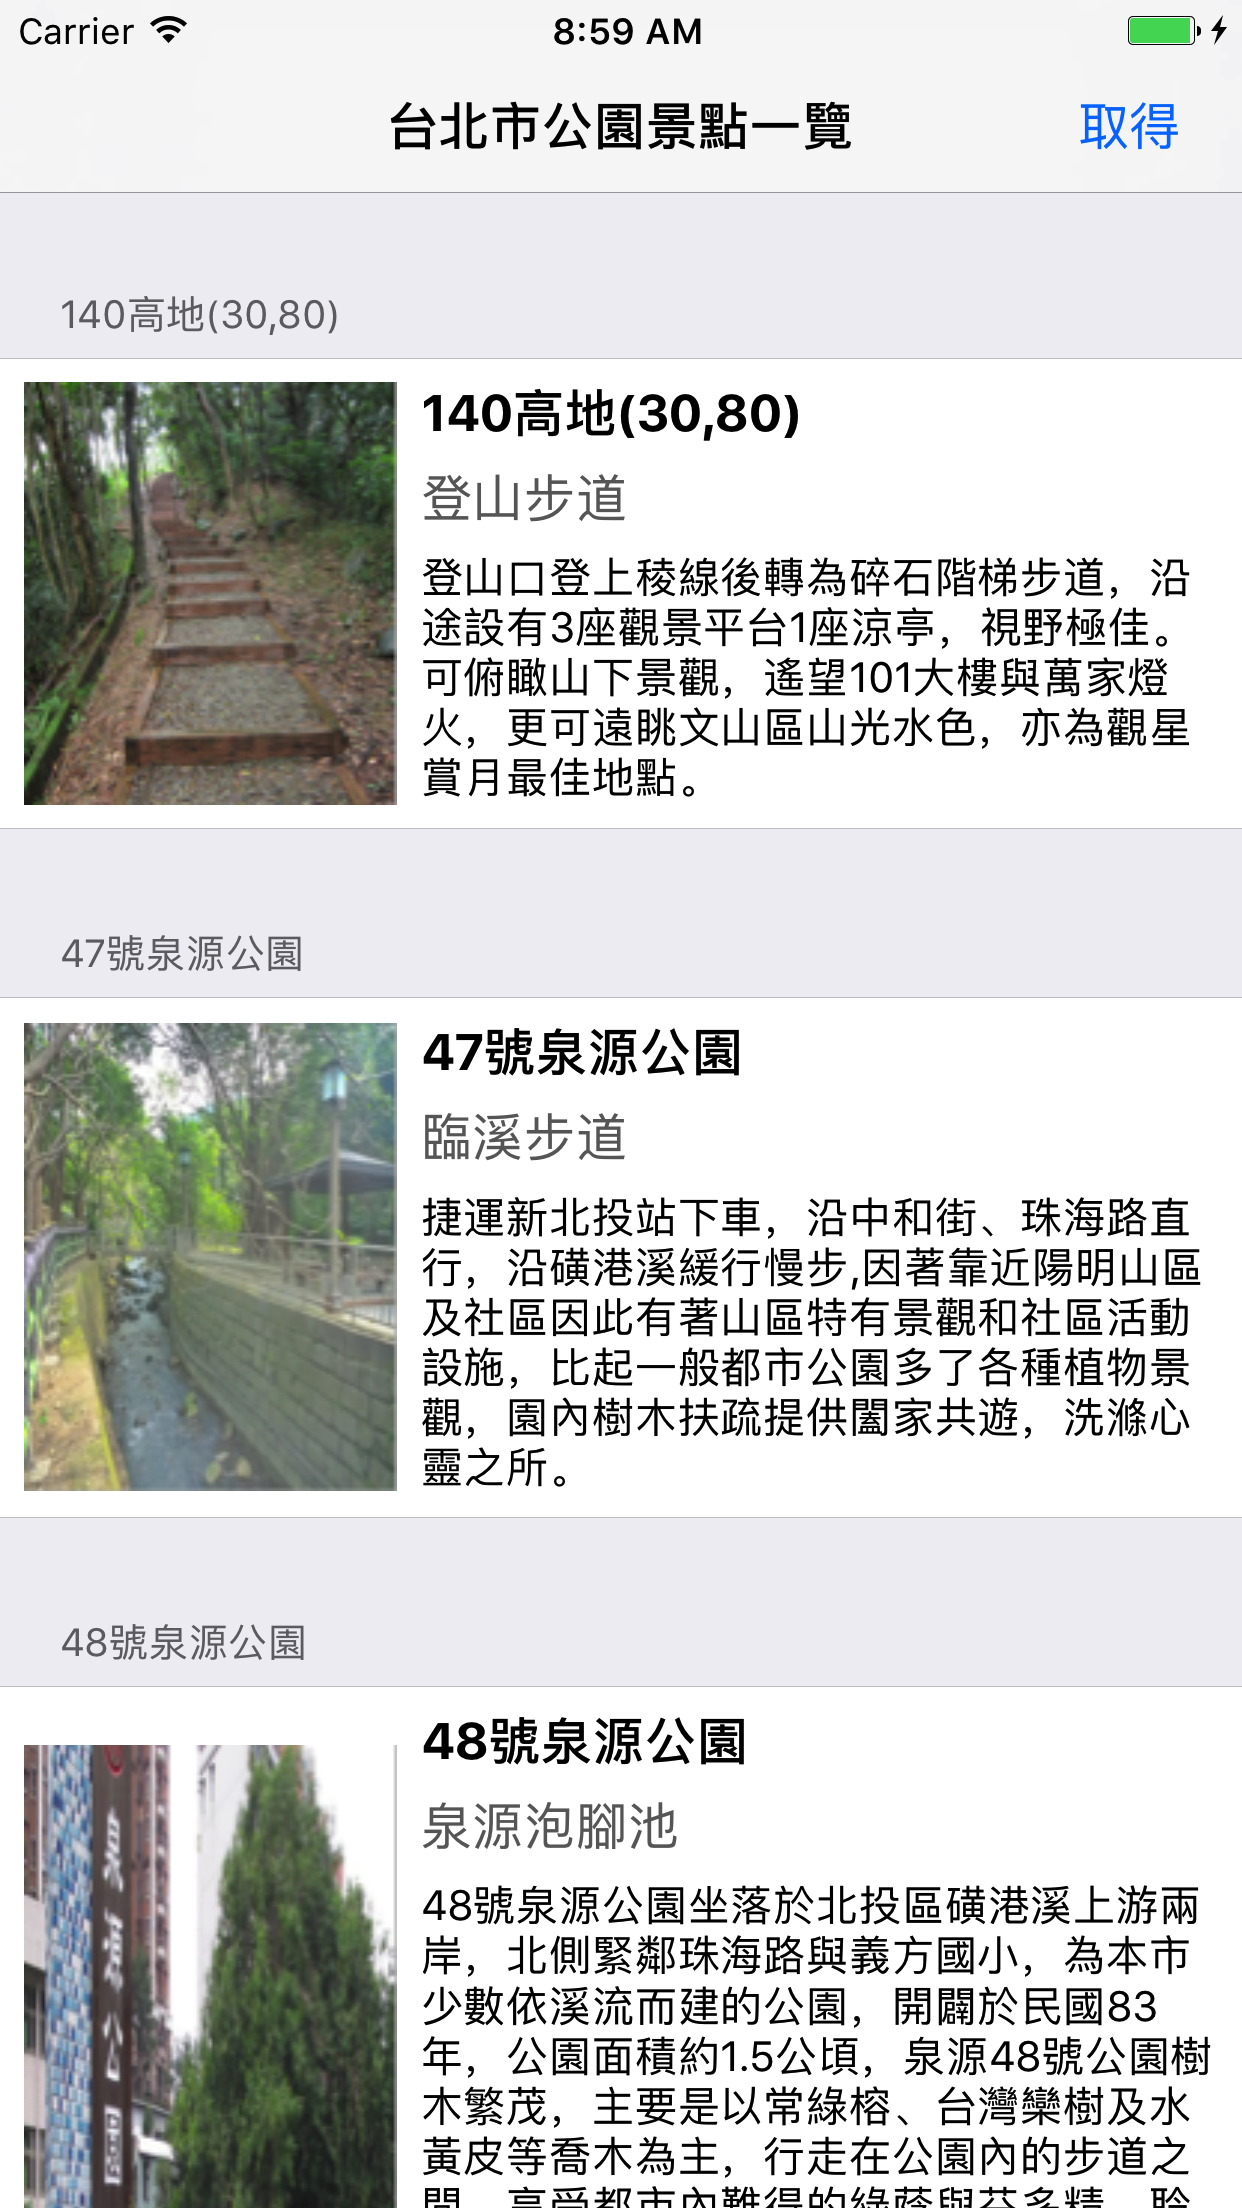 Carrier 8:59 AM
台北市公園景點一覽 取得
140高地(30,80)
140高地(30,80)
登山步道
登山口登上稜線後轉為碎石階梯步道，沿
途設有3座觀景平台1座涼亭，視野極佳。
可俯瞰山下景觀，遙望101大樓與萬家燈
火，更可遠眺文山區山光水色，亦為觀星
賞月最佳地點。
47號泉源公園
47號泉源公園
臨溪步道
捷運新北投站下車，沿中和街、珠海路直
行，沿磺港溪緩行慢步,因著靠近陽明山區
及社區因此有著山區特有景觀和社區活動
設施，比起一般都市公園多了各種植物景
觀，園內樹木扶疏提供闔家共遊，洗滌心
靈之所。
48號泉源公園
48號泉源公園
泉源泡腳池
48號泉源公園坐落於北投區磺港溪上游兩
岸，北側緊鄰珠海路與義方國小，為本市
少數依溪流而建的公園，開闢於民國83
年，公園面積約1.5公頃，泉源48號公園樹
木繁茂，主要是以常綠榕、台灣欒樹及水
黃皮等喬木為主，行走在公園內的步道之
間，享受都市內難得的綠蔭與芬多精，聆